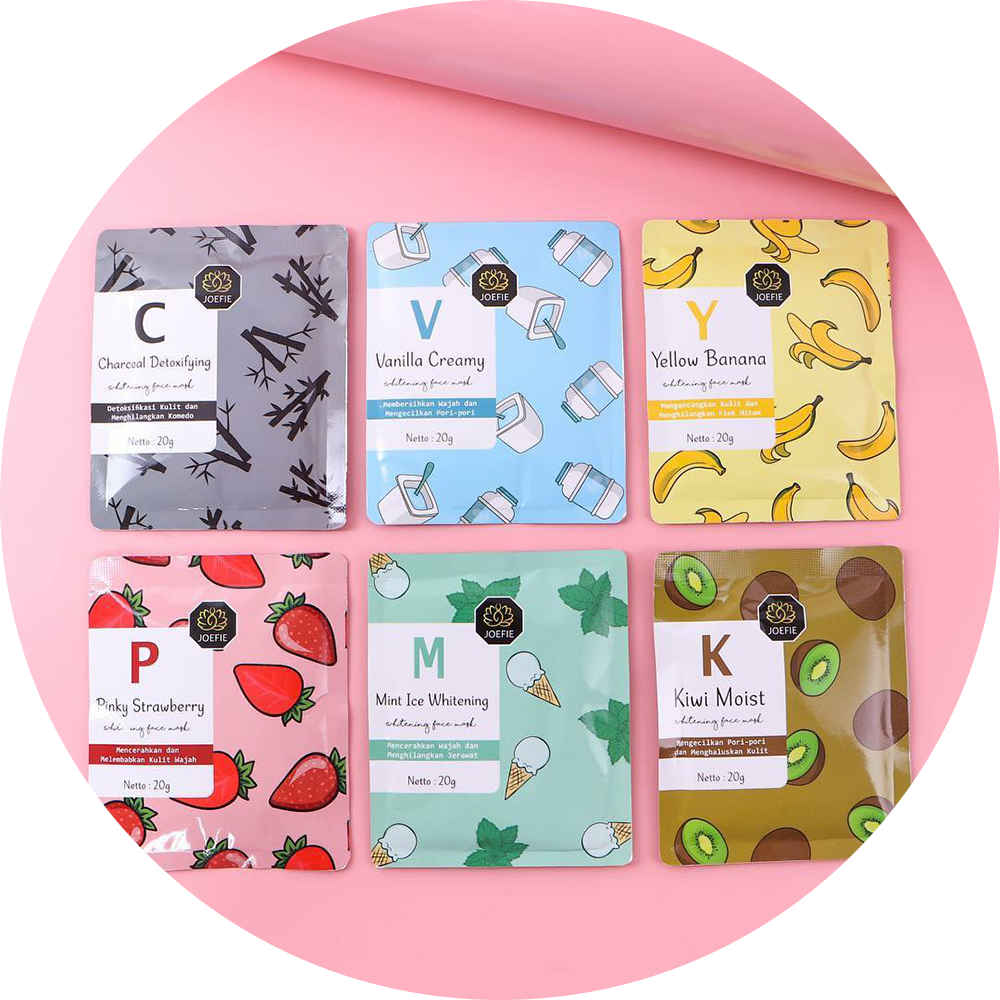 JOEFIE
C
Charcoal Detoxifying
whitening face mask
Detoksifikasi Kulit dan
Menghilangkan Komedo
Netto : 20g
JOEFIE
V
Vanilla Creamy
whitening face mask
Membersihkan Wajah dan
Mengecilkan Pori-pori
Netto : 20g
JOEFIE
Y
Yellow Banana
whitening face mask
Mengencangkan Kulit dan
Menghilangkan Flek Hitam
Netto : 20g
JOEFIE
P
Pinky Strawberry
face mask
Mencerahkan dan
Melembabkan Kulit Wajah
Netto : 20g
JOEFIE
M
Mint Ice Whitening
whitening face mask
Mencerahkan Wajah dan
Menghilangkan Jerawat
Netto : 20g
JOEFIE
K
Kiwi Moist
whitening face mask
Mengecilkan Pori-pori
dan Menghaluskan Kulit
Netto : 20g